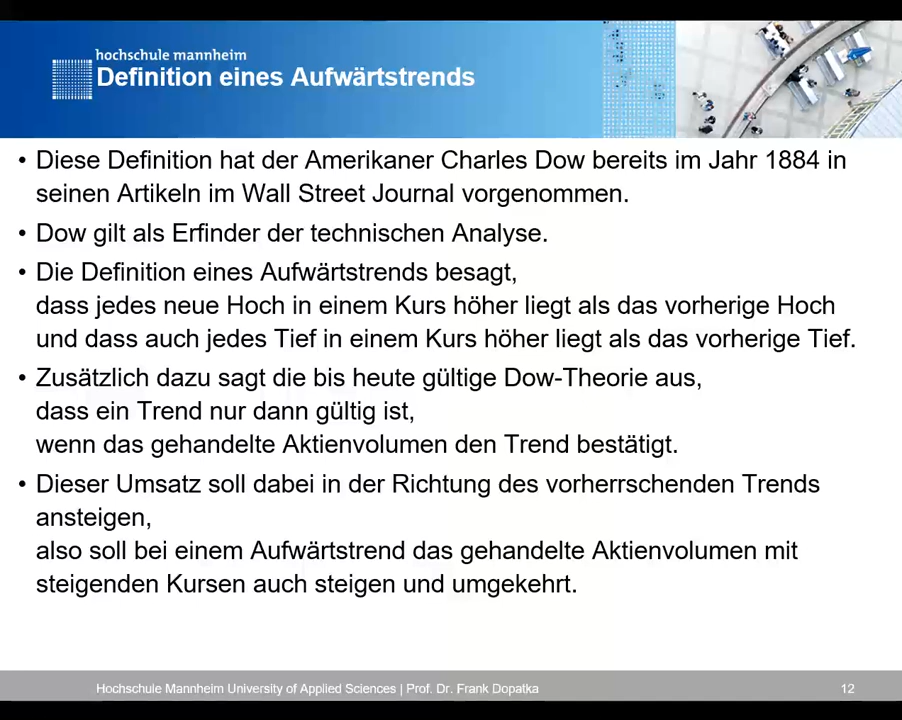 hochschule mannheim
Definition eines Aufwärtstrends
• Diese Definition hat der Amerikaner Charles Dow bereits im Jahr 1884 in
seinen Artikeln im Wall Street Journal vorgenommen.
• Dow gilt als Erfinder der technischen Analyse.
• Die Definition eines Aufwärtstrends besagt,
dass jedes neue Hoch in einem Kurs höher liegt als das vorherige Hoch
und dass auch jedes Tief in einem Kurs höher liegt als das vorherige Tief.
• Zusätzlich dazu sagt die bis heute gültige Dow-Theorie aus,
dass ein Trend nur dann gültig ist,
wenn das gehandelte Aktienvolumen den Trend bestätigt.
• Dieser Umsatz soll dabei in der Richtung des vorherrschenden Trends
ansteigen,
also soll bei einem Aufwärtstrend das gehandelte Aktienvolumen mit
steigenden Kursen auch steigen und umgekehrt.
Hochschule Mannheim University of Applied Sciences | Prof. Dr. Frank Dopatka
12